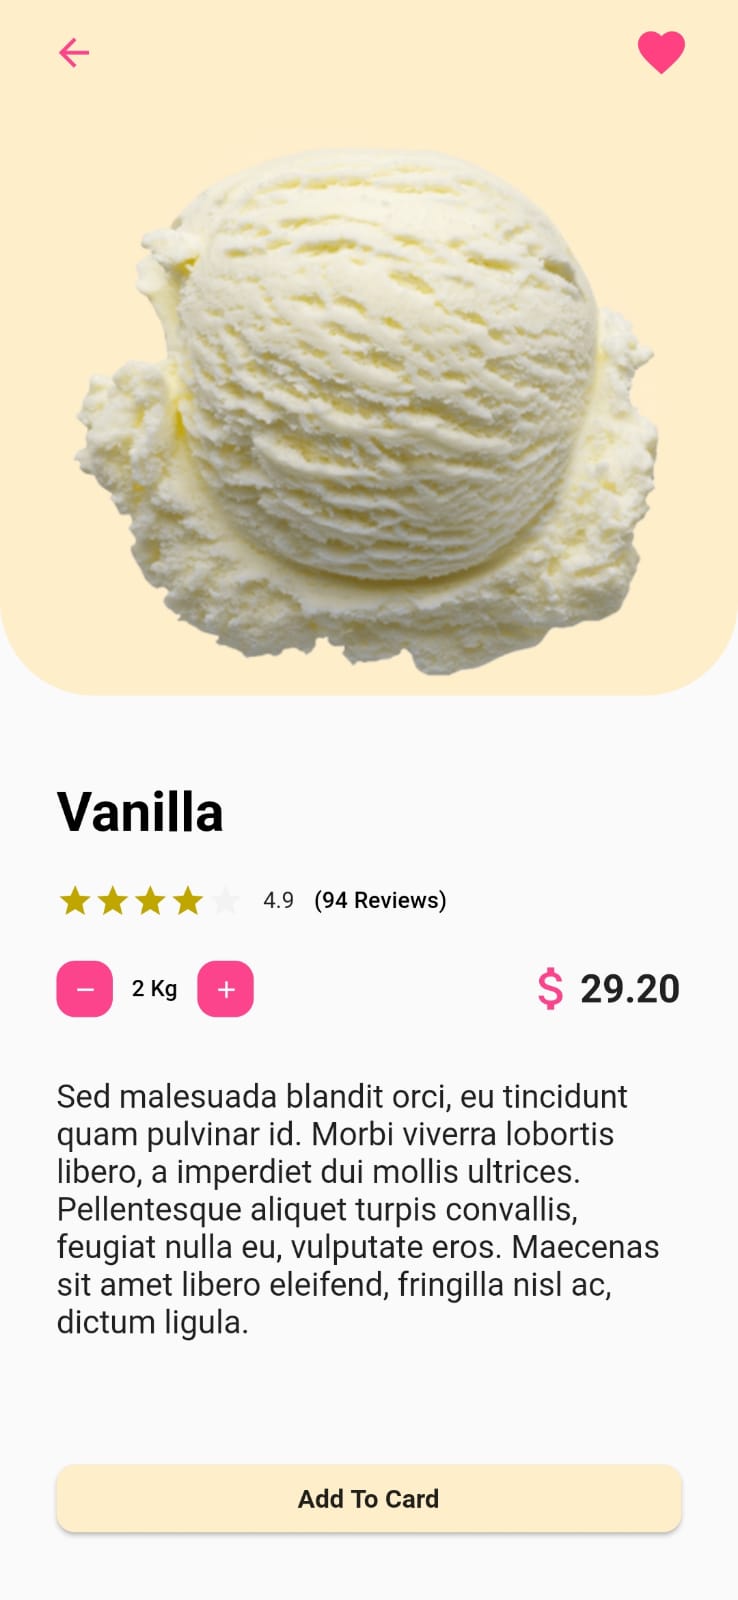 Vanilla
4.9 (94 Reviews)
− 2 Kg + $ 29.20
Sed malesuada blandit orci, eu tincidunt
quam pulvinar id. Morbi viverra lobortis
libero, a imperdiet dui mollis ultrices.
Pellentesque aliquet turpis convallis,
feugiat nulla eu, vulputate eros. Maecenas
sit amet libero eleifend, fringilla nisl ac,
dictum ligula.
Add To Card